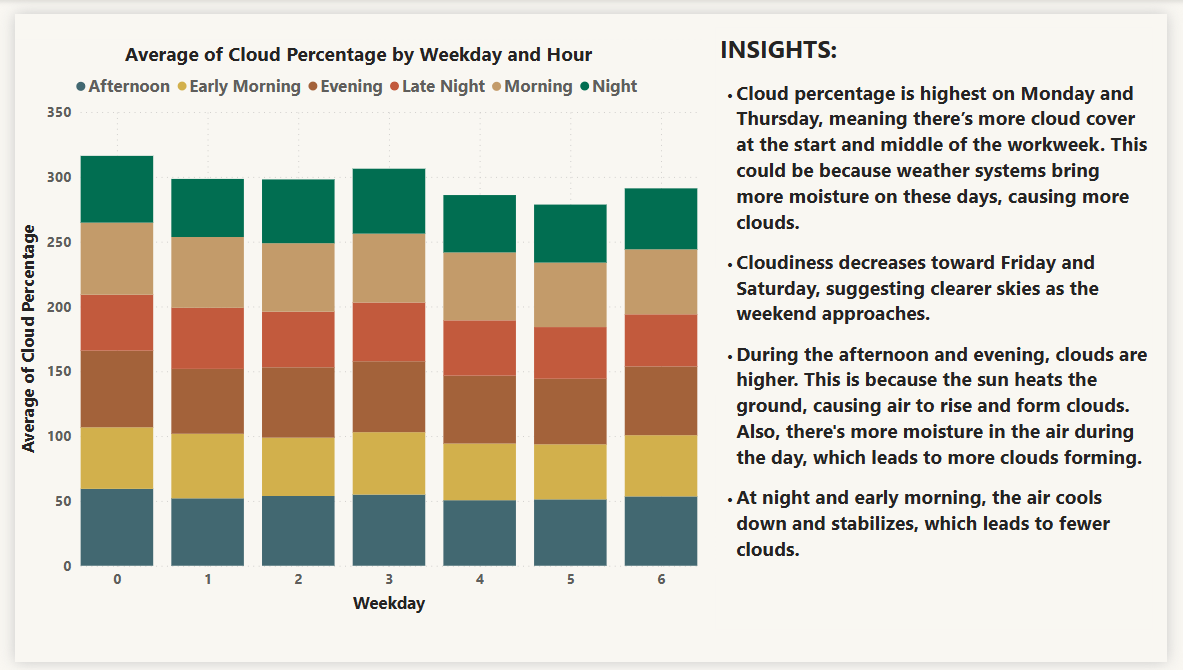 Average of Cloud Percentage by Weekday and Hour
Afternoon Early Morning Evening Late Night Morning Night
350
300
250
200
150
100
50
0
Average of Cloud Percentage
0 1 2 3 4 5 6
Weekday
INSIGHTS:
• Cloud percentage is highest on Monday and
Thursday, meaning there’s more cloud cover
at the start and middle of the workweek. This
could be because weather systems bring
more moisture on these days, causing more
clouds.
• Cloudiness decreases toward Friday and
Saturday, suggesting clearer skies as the
weekend approaches.
• During the afternoon and evening, clouds are
higher. This is because the sun heats the
ground, causing air to rise and form clouds.
Also, there's more moisture in the air during
the day, which leads to more clouds forming.
• At night and early morning, the air cools
down and stabilizes, which leads to fewer
clouds.